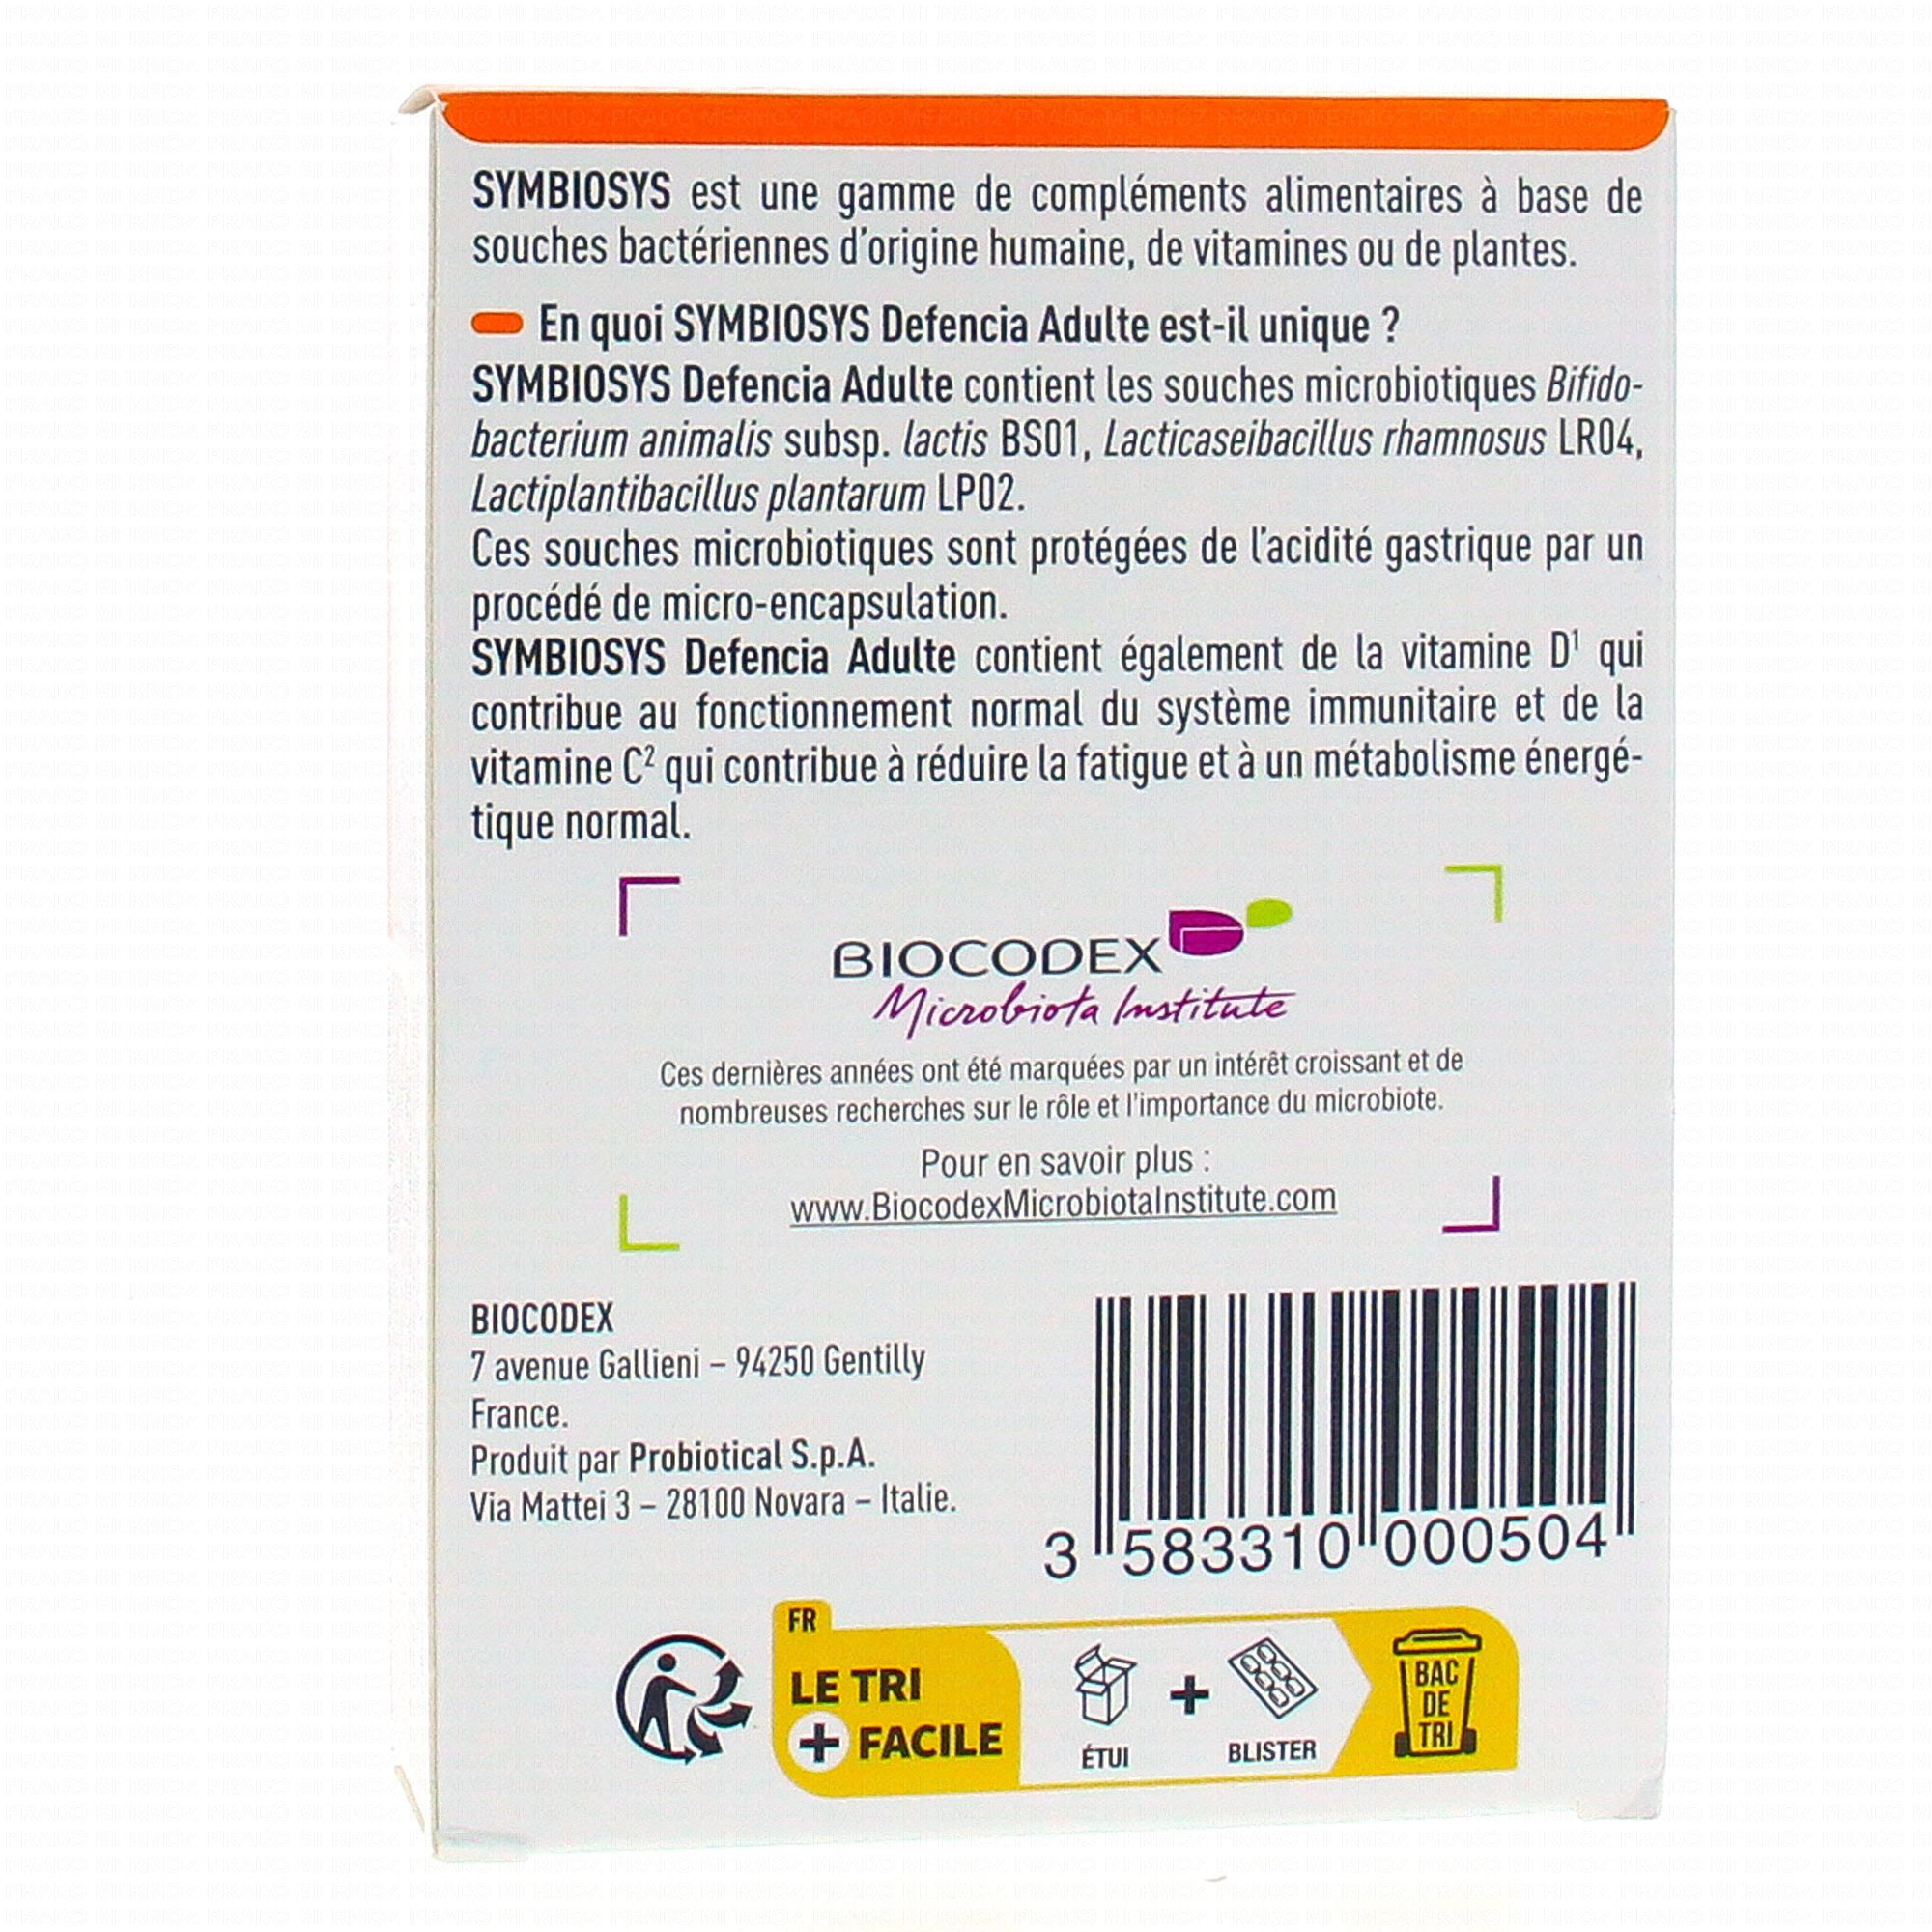 SYMBIOSYS est une gamme de compléments alimentaires à base de
souches bactériennes d'origine humaine, de vitamines ou de plantes.
En quoi SYMBIOSYS Defencia Adulte est-il unique ?
SYMBIOSYS Defencia Adulte contient les souches microbiotiques Bifido-
bacterium animalis subsp. lactis BS01, Lacticaseibacillus rhamnosus LR04,
Lactiplantibacillus plantarum LP02.
Ces souches microbiotiques sont protégées de l'acidité gastrique par un
procédé de micro-encapsulation.
SYMBIOSYS Defencia Adulte contient également de la vitamine D¹ qui
contribue au fonctionnement normal du système immunitaire et de la
vitamine C² qui contribue à réduire la fatigue et à un métabolisme énergé-
tique normal.
BIOCODEX
Microbiota Institute
Ces dernières années ont été marquées par un intérêt croissant et de
nombreuses recherches sur le rôle et l'importance du microbiote.
Pour en savoir plus :
www.BiocodexMicrobiotaInstitute.com
BIOCODEX
7 avenue Gallieni – 94250 Gentilly
France.
Produit par Probiotical S.p.A.
Via Mattei 3 – 28100 Novara – Italie.
3 583310 000504
FR
LE TRI
+ FACILE
ÉTUI
+
BLISTER
BAC
DE
TRI